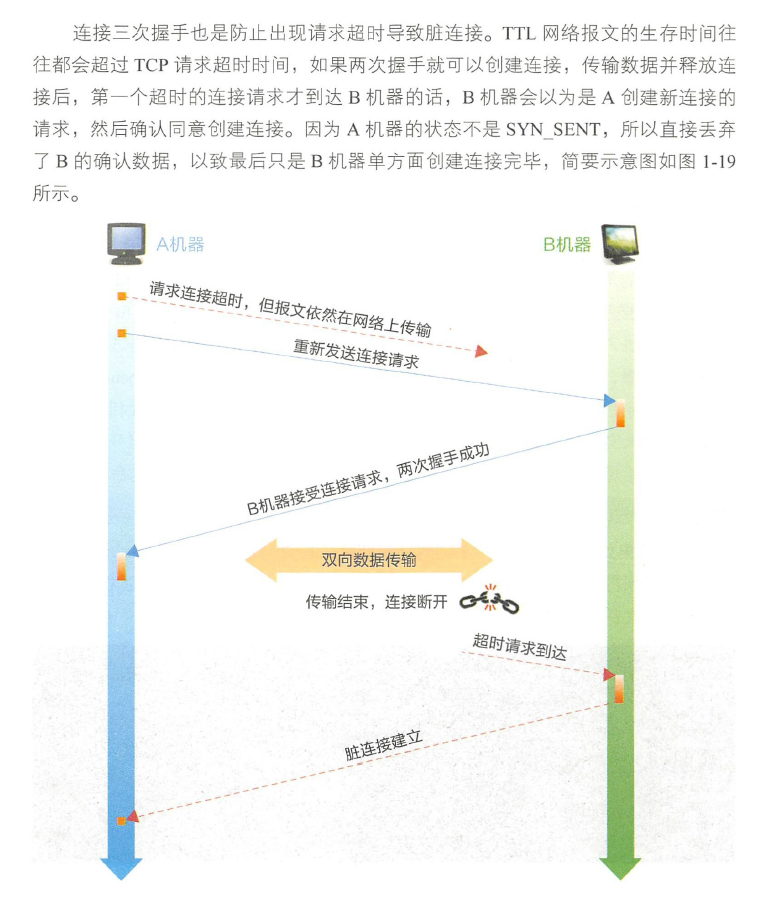 连接三次握手也是防止出现请求超时导致脏连接。TTL 网络报文的生存时间往
往都会超过 TCP 请求超时时间，如果两次握手就可以创建连接，传输数据并释放连
接后，第一个超时的连接请求才到达 B 机器的话，B 机器会以为是 A 创建新连接的
请求，然后确认同意创建连接。因为 A 机器的状态不是 SYN_SENT，所以直接丢弃
了 B 的确认数据，以致最后只是 B 机器单方面创建连接完毕，简要示意图如图 1-19
所示。
A机器
B机器
请求连接超时，但报文依然在网络上传输
重新发送连接请求
B机器接受连接请求，两次握手成功
双向数据传输
传输结束，连接断开
超时请求到达
脏连接建立